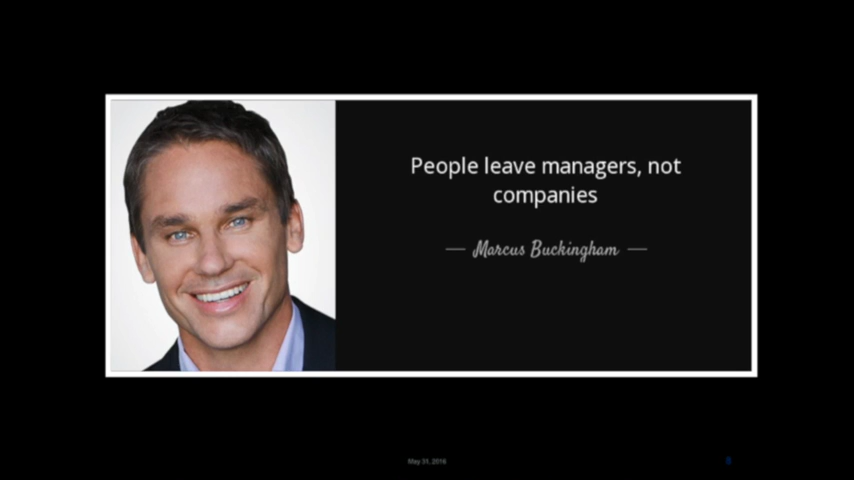 People leave managers, not
companies
Marcus Buckingham
May 31, 2016